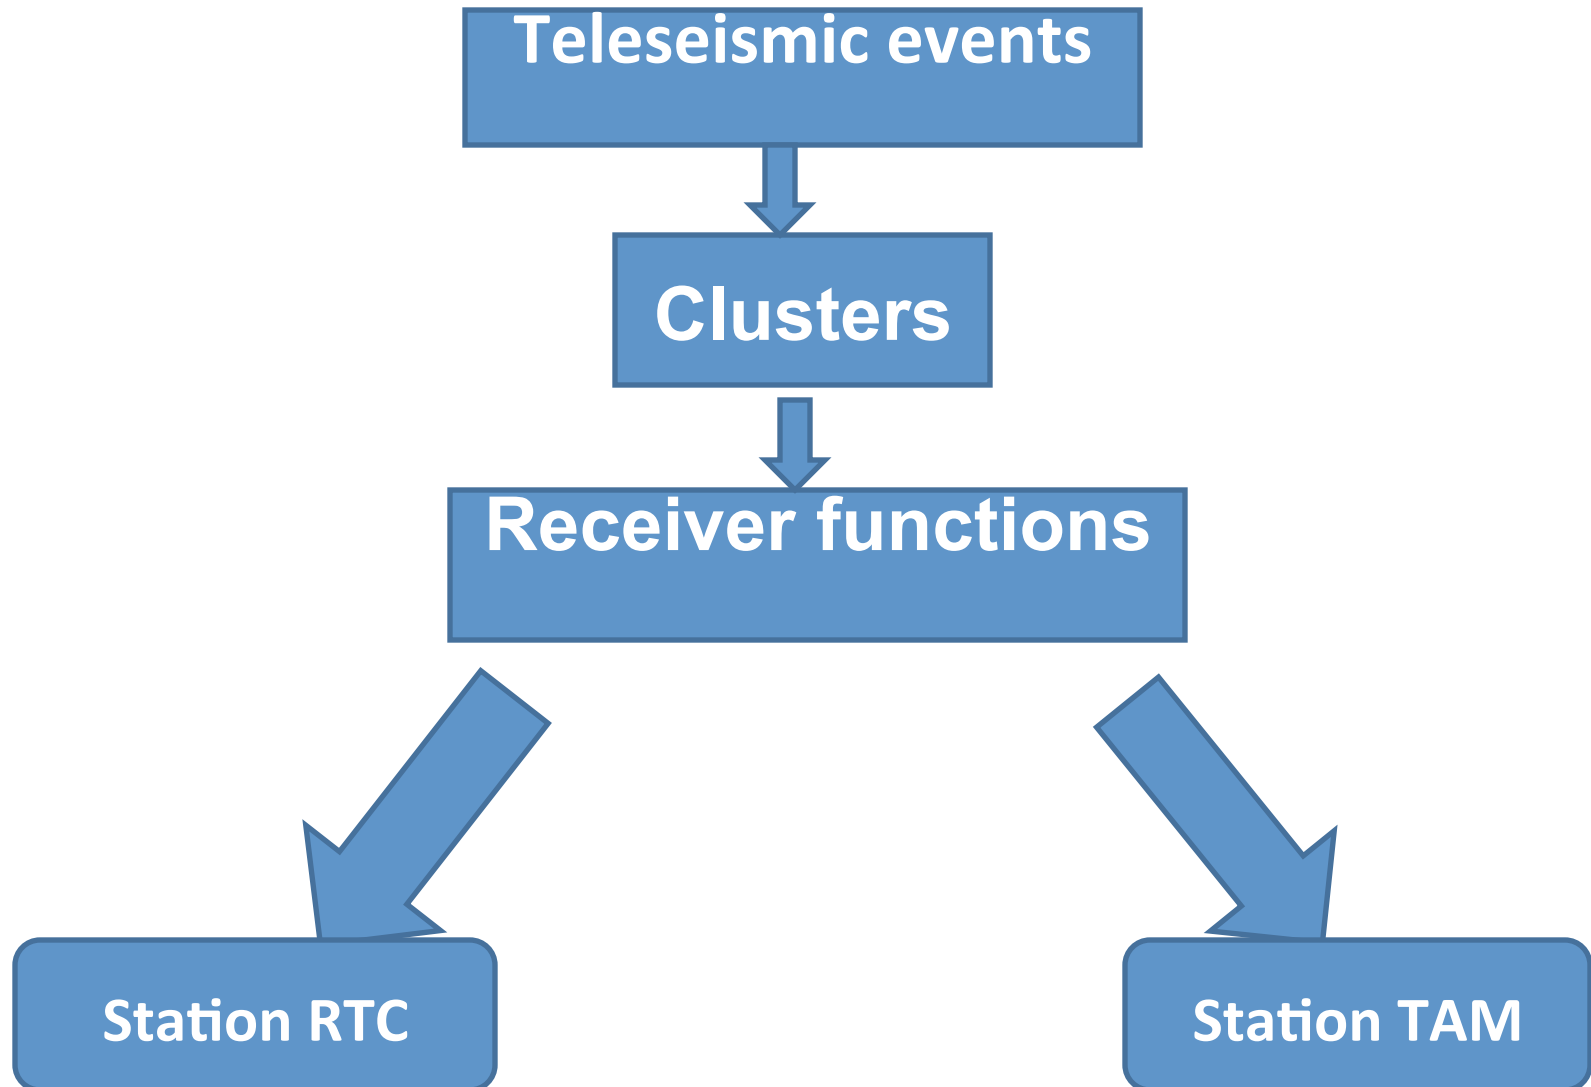 Teleseismic events
Clusters
Receiver functions
Station RTC
Station TAM